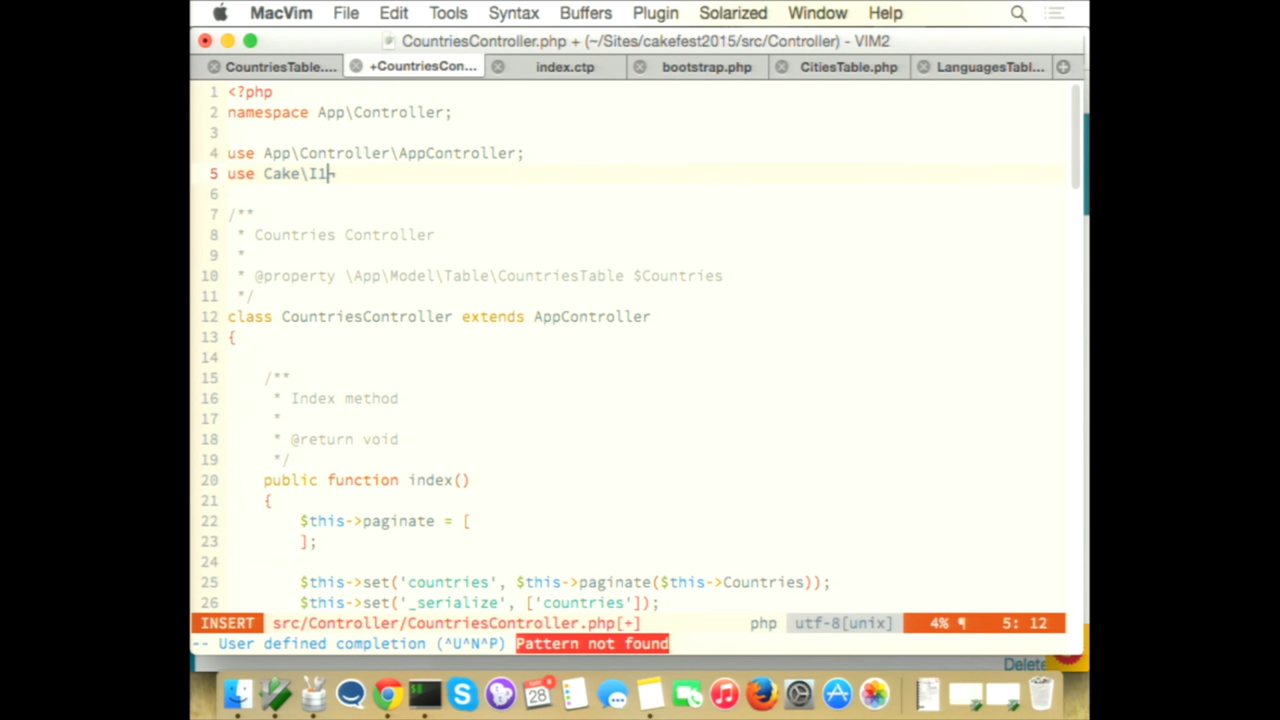 MacVim File Edit Tools Syntax Buffers Plugin Solarized Window Help
CountriesController.php + (~/Sites/cakefest2015/src/Controller) - VIM2
CountriesTable.... +CountriesCon... index.ctp bootstrap.php CitiesTable.php LanguagesTabl...
1 <?php
2 namespace App\Controller;
3
4 use App\Controller\AppController;
5 use Cake\I1¬
6
7 /**
8 * Countries Controller
9 *
10 * @property \App\Model\Table\CountriesTable $Countries
11 */
12 class CountriesController extends AppController
13 {
14
15 /**
16 * Index method
17 *
18 * @return void
19 */
20 public function index()
21 {
22 $this->paginate = [
23 ];
24
25 $this->set('countries', $this->paginate($this->Countries));
26 $this->set('_serialize', ['countries']);
INSERT src/Controller/CountriesController.php[+] php utf-8[unix] 4% ¶ 5: 12
-- User defined completion (^U^N^P) Pattern not found
Delete
28